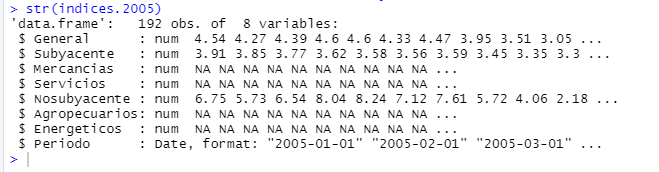 > str(indices.2005)
'data.frame':   192 obs. of  8 variables:
 $ General      : num  4.54 4.27 4.39 4.6 4.6 4.33 4.47 3.95 3.51 3.05 ...
 $ Subyacente   : num  3.91 3.85 3.77 3.62 3.58 3.56 3.59 3.45 3.35 3.3 ...
 $ Mercancias   : num  NA NA NA NA NA NA NA NA NA NA ...
 $ Servicios    : num  NA NA NA NA NA NA NA NA NA NA ...
 $ Nosubyacente : num  6.75 5.73 6.54 8.04 8.24 7.12 7.61 5.72 4.06 2.18 ...
 $ Agropecuarios: num  NA NA NA NA NA NA NA NA NA NA ...
 $ Energeticos  : num  NA NA NA NA NA NA NA NA NA NA ...
 $ Periodo      : Date, format: "2005-01-01" "2005-02-01" "2005-03-01" ...
>